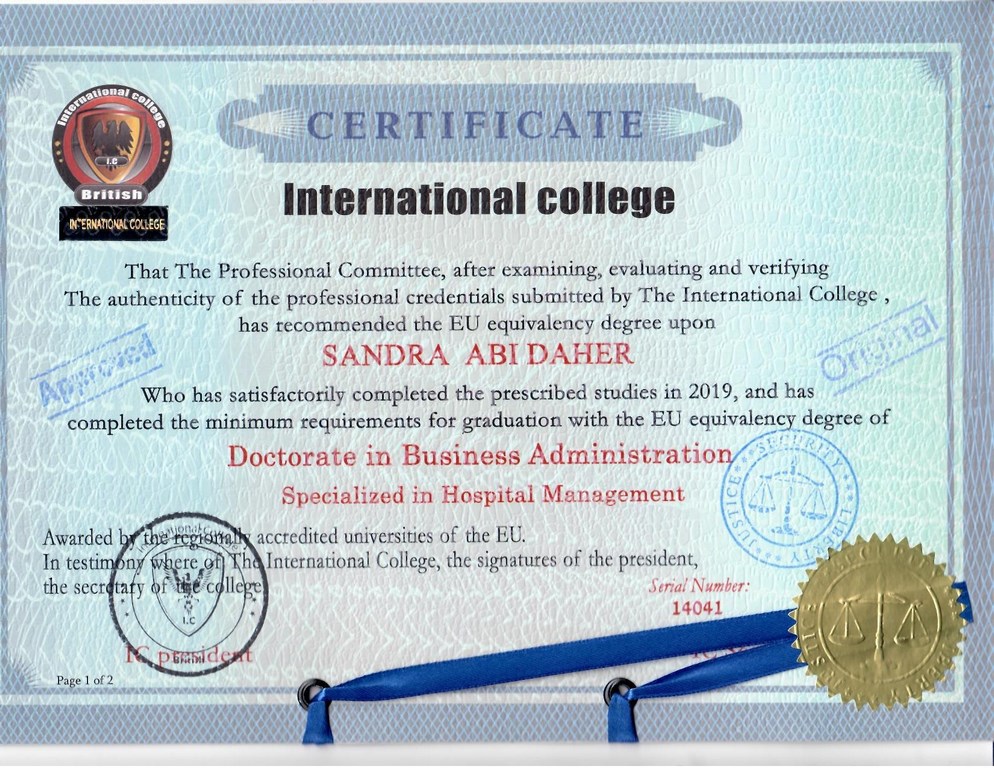 International college
I.C
British
INTERNATIONAL COLLEGE
CERTIFICATE
International college
That The Professional Committee, after examining, evaluating and verifying
The authenticity of the professional credentials submitted by The International College ,
has recommended the EU equivalency degree upon
Approved
Original
SANDRA ABI DAHER
Who has satisfactorily completed the prescribed studies in 2019, and has
completed the minimum requirements for graduation with the EU equivalency degree of
Doctorate in Business Administration
Specialized in Hospital Management
SECURITY
JUSTICE
LIBERTY
Awarded by the regionally accredited universities of the EU.
In testimony where of The International College, the signatures of the president,
the secretary of the college
International College
I.C
British
Serial Number:
14041
IC president
Page 1 of 2